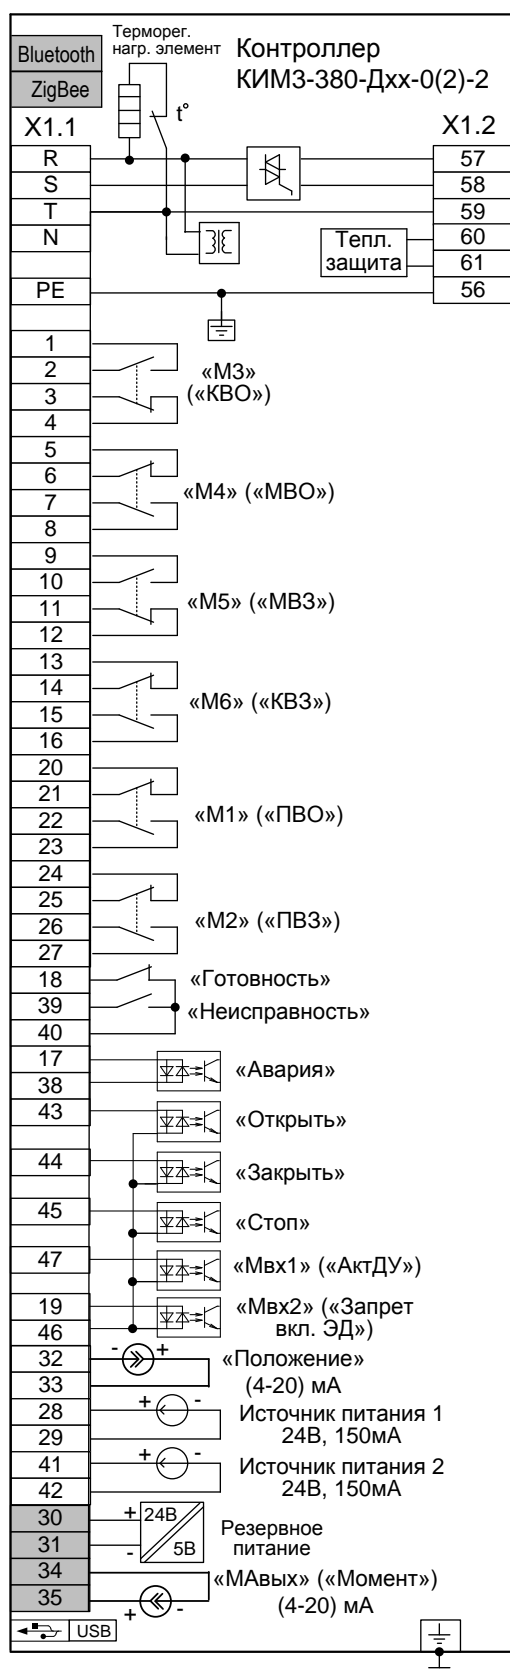 Bluetooth
ZigBee
Терморег.
нагр. элемент
Контроллер
КИМ3-380-Дхх-0(2)-2
t°
X1.1
X1.2
R
57
S
58
T
59
N
60
Тепл.
защита
61
PE
56
1
2
«М3»
3
(«КВО»)
4
5
6
«М4» («МВО»)
7
8
9
10
«М5» («МВЗ»)
11
12
13
14
«М6» («КВЗ»)
15
16
20
21
«М1» («ПВО»)
22
23
24
25
«М2» («ПВЗ»)
26
27
18
«Готовность»
39
«Неисправность»
40
17
«Авария»
38
43
«Открыть»
44
«Закрыть»
45
«Стоп»
47
«Мвх1» («АктДУ»)
19
«Мвх2» («Запрет
46
вкл. ЭД»)
32
- +
«Положение»
33
(4-20) мА
28
+ -
Источник питания 1
29
24В, 150мА
41
+ -
Источник питания 2
42
24В, 150мА
30
+ 24В
Резервное
31
- 5В
питание
34
«МАвых» («Момент»)
35
+ -
(4-20) мА
USB